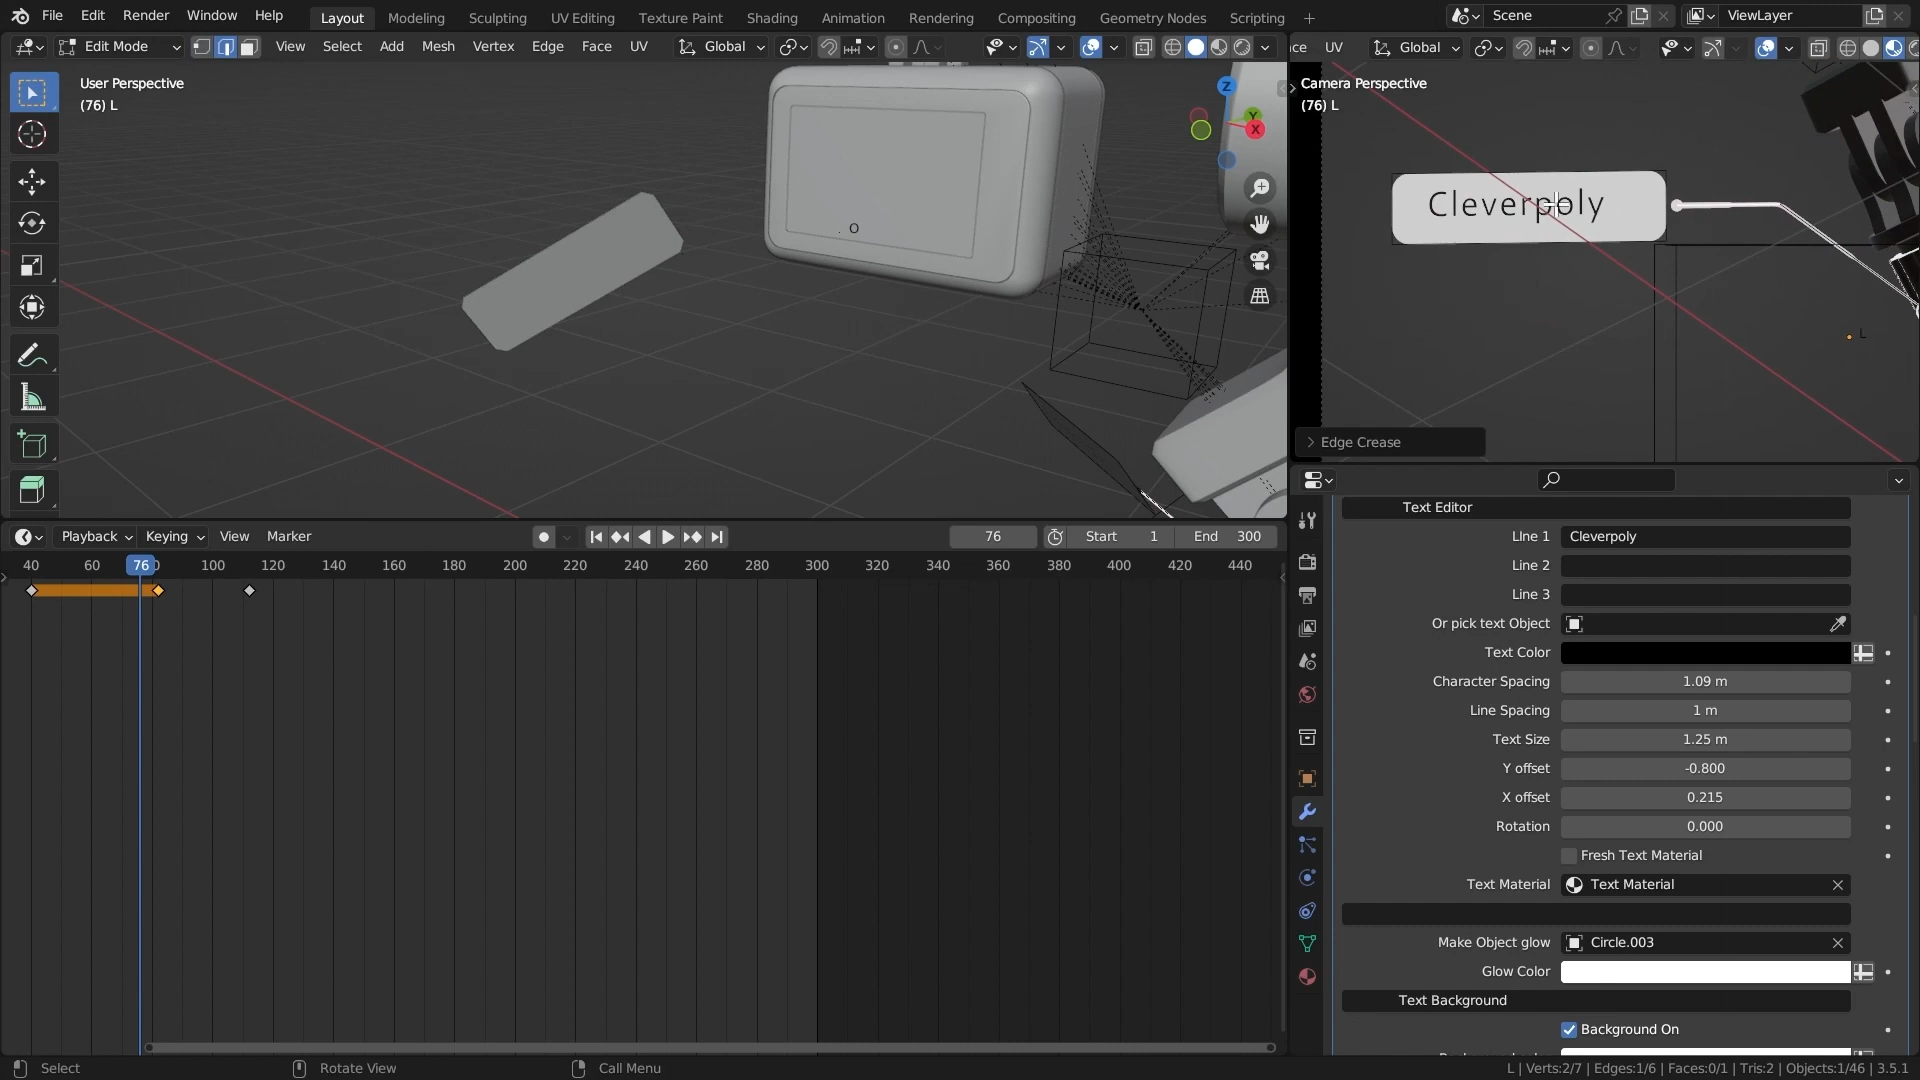 File Edit Render Window Help Layout Modeling Sculpting UV Editing Texture Paint Shading Animation Rendering Compositing Geometry Nodes Scripting + Scene ViewLayer
Edit Mode View Select Add Mesh Vertex Edge Face UV Global
UV Global
User Perspective
(76) L
Z
Y
X
O
Camera Perspective
(76) L
Cleverpoly
L
Edge Crease
Playback Keying View Marker 76 Start 1 End 300
40 60 76 100 120 140 160 180 200 220 240 260 280 300 320 340 360 380 400 420 440
Text Editor
LIne 1 Cleverpoly
Line 2
Line 3
Or pick text Object
Text Color
Character Spacing 1.09 m
Line Spacing 1 m
Text Size 1.25 m
Y offset -0.800
X offset 0.215
Rotation 0.000
Fresh Text Material
Text Material Text Material
Make Object glow Circle.003
Glow Color
Text Background
Background On
Select Rotate View Call Menu L | Verts:2/7 | Edges:1/6 | Faces:0/1 | Tris:2 | Objects:1/46 | 3.5.1